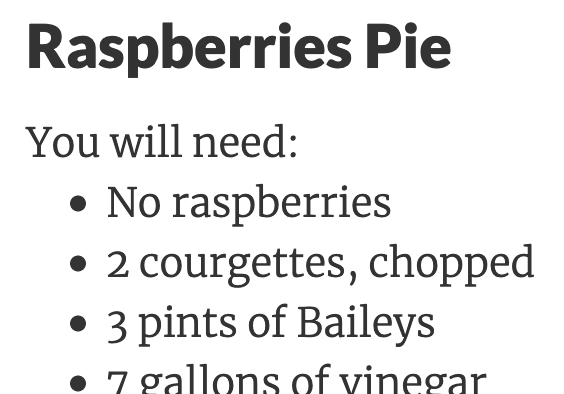 Raspberries Pie
You will need:
• No raspberries
• 2 courgettes, chopped
• 3 pints of Baileys
• 7 gallons of vinegar